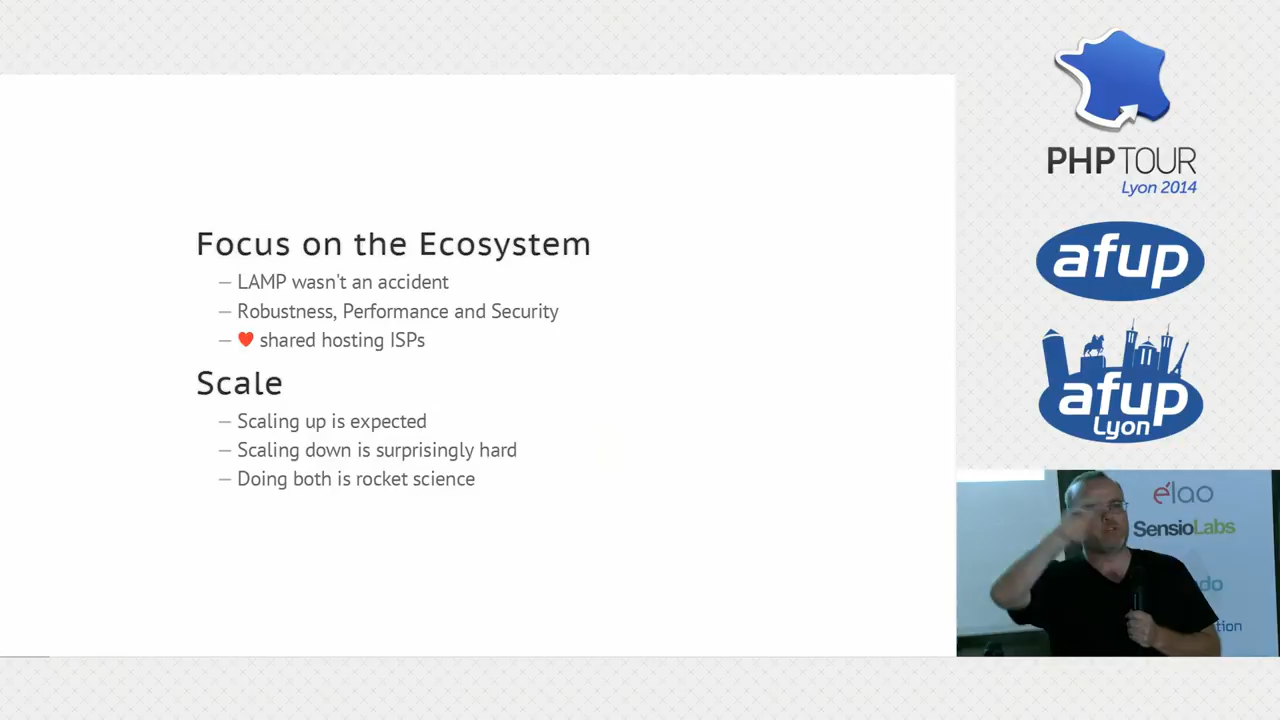 Focus on the Ecosystem
– LAMP wasn't an accident
– Robustness, Performance and Security
– ❤ shared hosting ISPs
Scale
– Scaling up is expected
– Scaling down is surprisingly hard
– Doing both is rocket science
PHPTOUR
Lyon 2014
afup
afup
Lyon
élao
SensioLabs